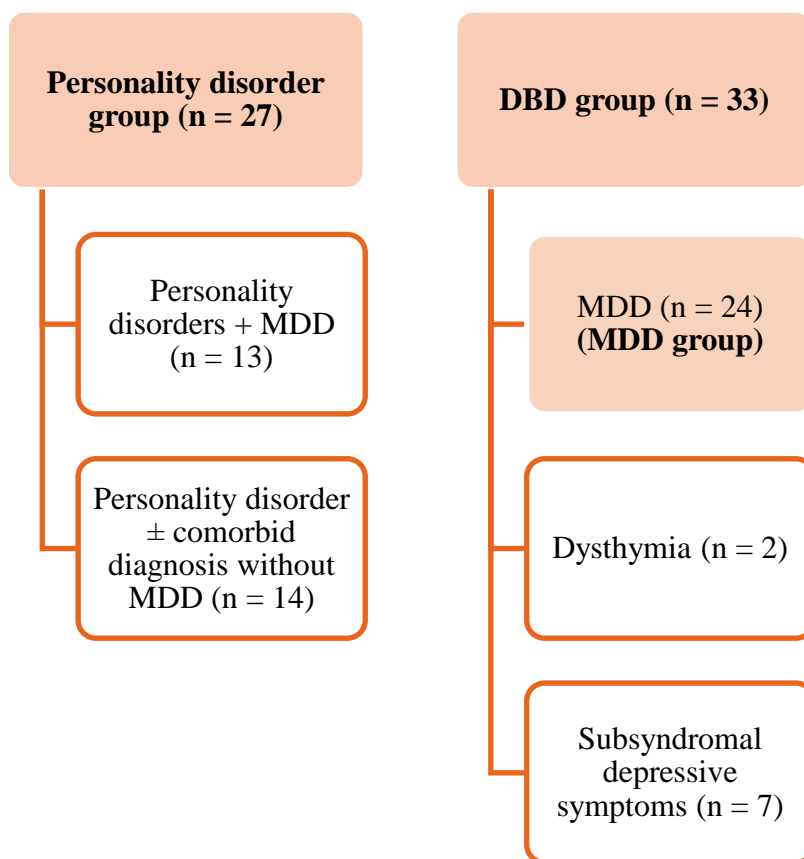 Personality disorder
group (n = 27)
Personality
disorders + MDD
(n = 13)
Personality disorder
± comorbid
diagnosis without
MDD (n = 14)
DBD group (n = 33)
MDD (n = 24)
(MDD group)
Dysthymia (n = 2)
Subsyndromal
depressive
symptoms (n = 7)